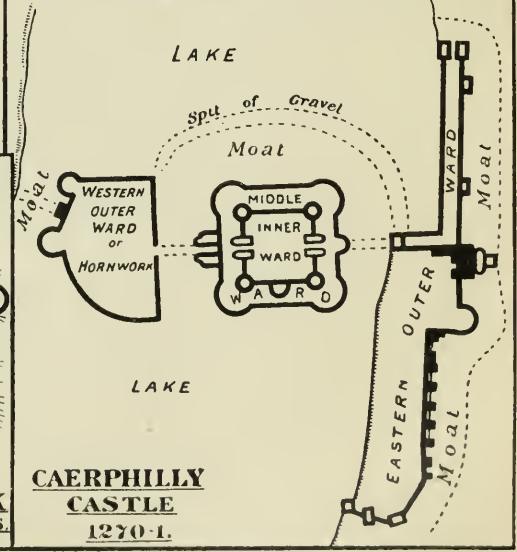 LAKE
Spit of Gravel
Moat
WARD
Moat
Moat
WESTERN
OUTER
WARD
OR
HORNWORK
MIDDLE
INNER
WARD
WARD
EASTERN OUTER
LAKE
Moat
CAERPHILLY
CASTLE
1270-1.
K
S.